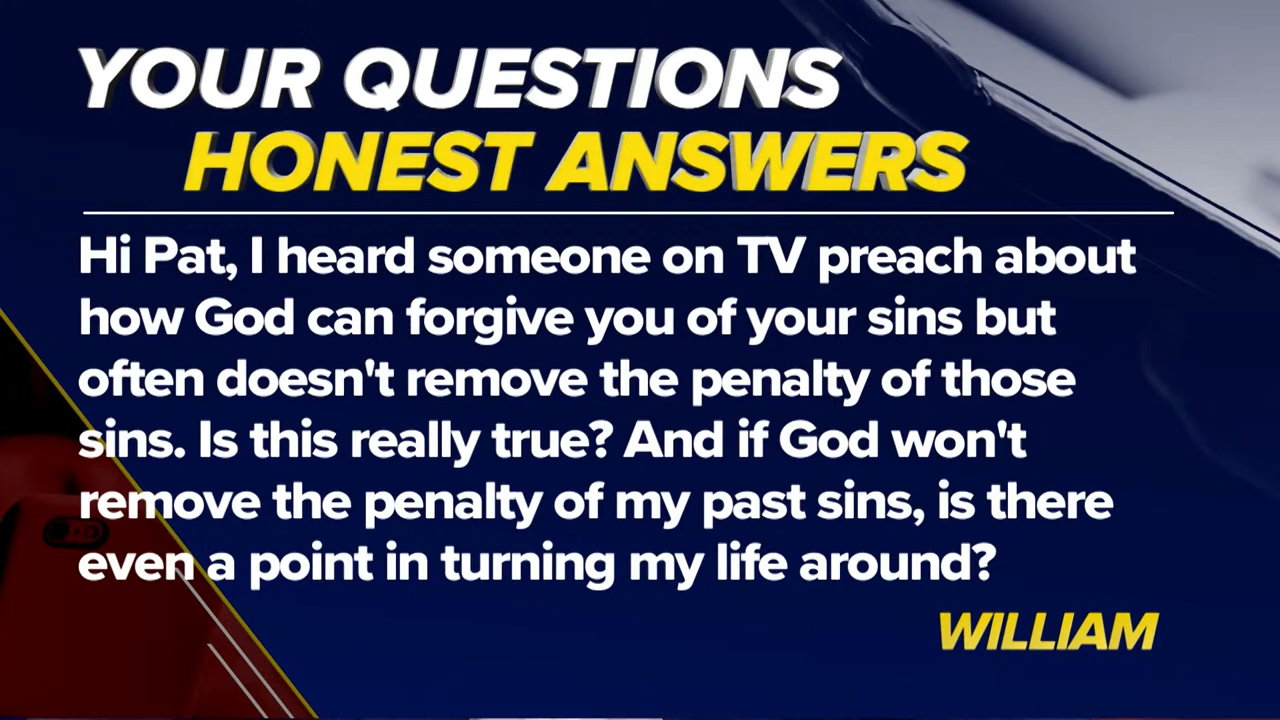 YOUR QUESTIONS
HONEST ANSWERS
Hi Pat, I heard someone on TV preach about
how God can forgive you of your sins but
often doesn't remove the penalty of those
sins. Is this really true? And if God won't
remove the penalty of my past sins, is there
even a point in turning my life around?
WILLIAM